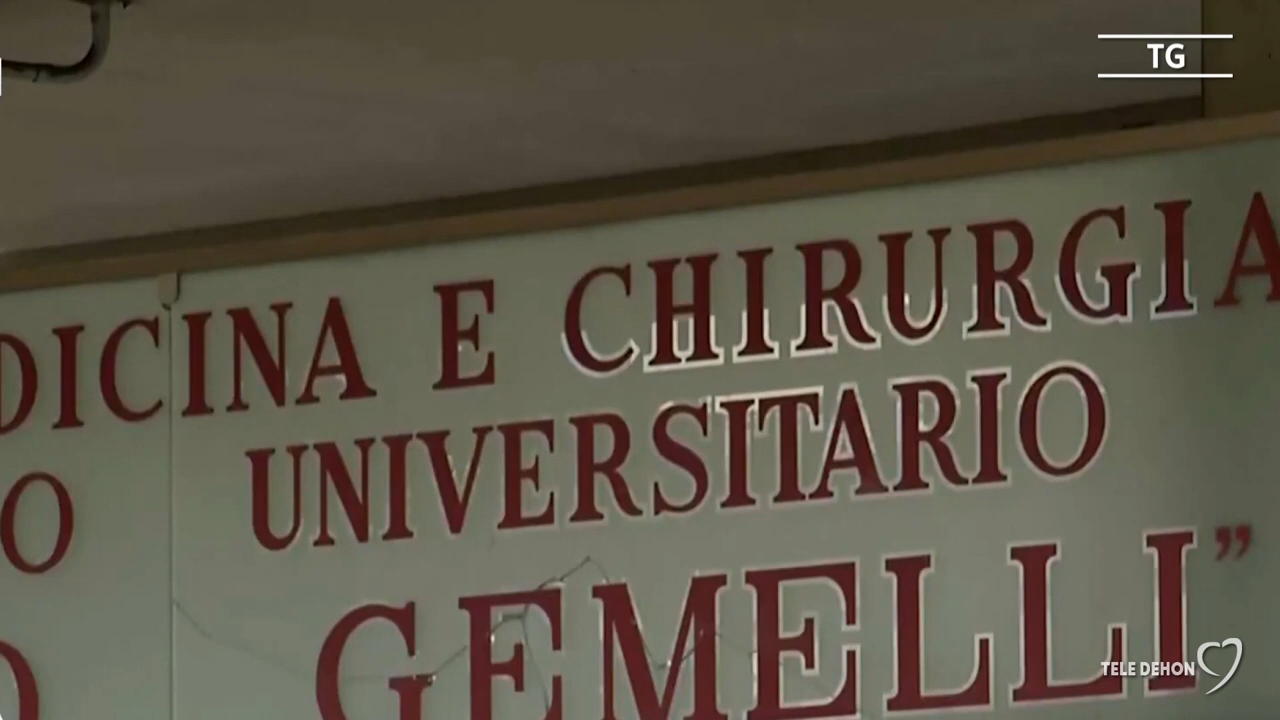 TG
DICINA E CHIRURGIA
O UNIVERSITARIO
GEMELLI”
TELE DEHON